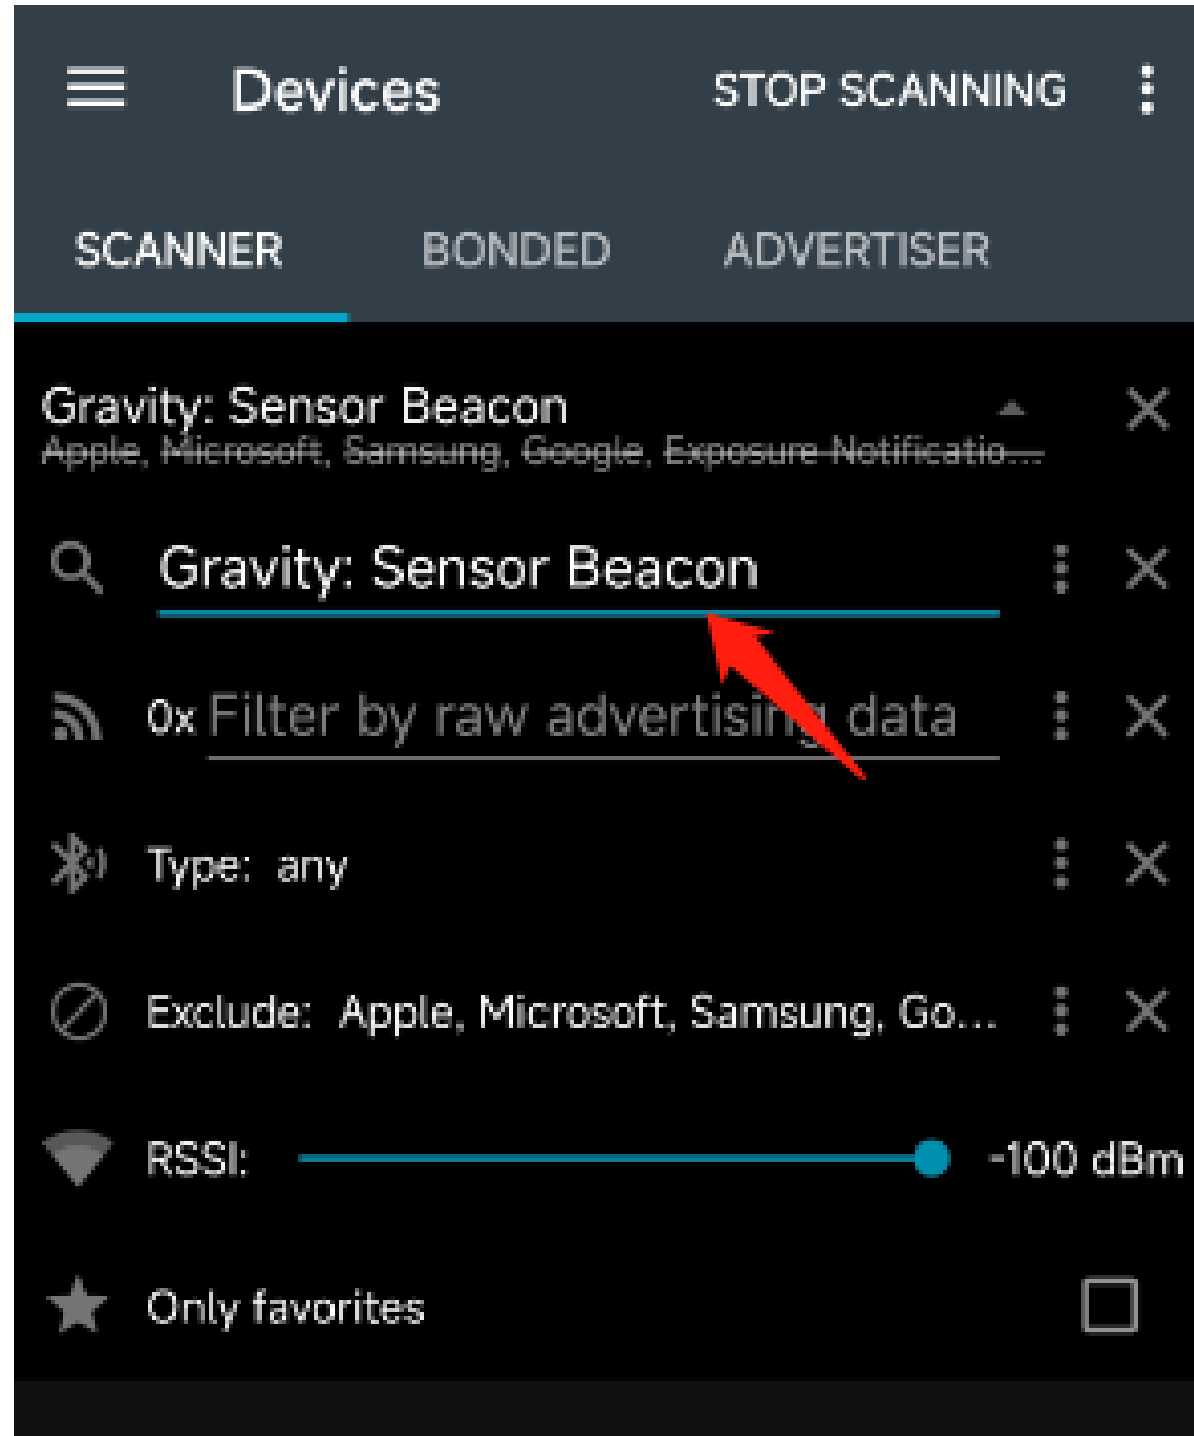 Devices STOP SCANNING
SCANNER BONDED ADVERTISER
Gravity: Sensor Beacon
Apple, Microsoft, Samsung, Google, Exposure Notificatio...
Gravity: Sensor Beacon
0x Filter by raw advertising data
Type: any
Exclude: Apple, Microsoft, Samsung, Go...
RSSI: -100 dBm
Only favorites